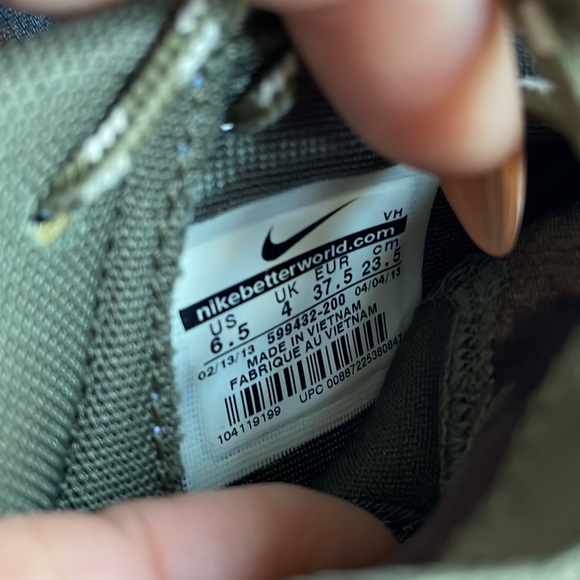 VH
nikebetterworld.com
US UK EUR cm
6.5 4 37.5 23.5
02/13/13 599432-200 04/04/13
MADE IN VIETNAM
FABRIQUE AU VIETNAM
104119199 UPC 00887225380847